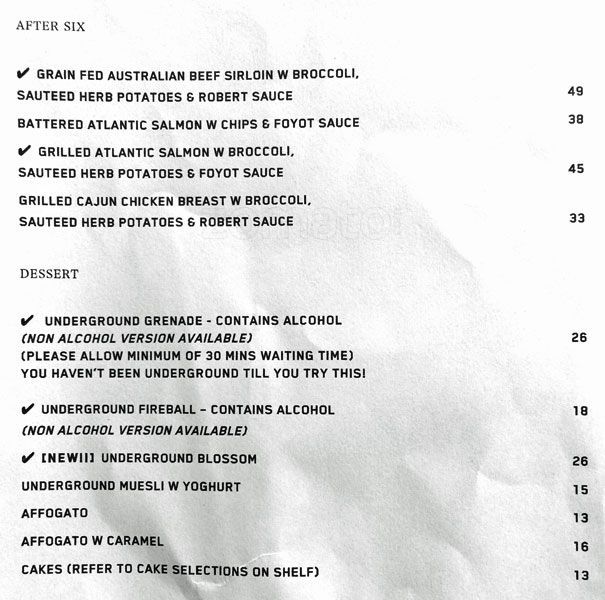 AFTER SIX
✔ GRAIN FED AUSTRALIAN BEEF SIRLOIN W BROCCOLI,
SAUTEED HERB POTATOES & ROBERT SAUCE 49
BATTERED ATLANTIC SALMON W CHIPS & FOYOT SAUCE 38
✔ GRILLED ATLANTIC SALMON W BROCCOLI,
SAUTEED HERB POTATOES & FOYOT SAUCE 45
GRILLED CAJUN CHICKEN BREAST W BROCCOLI,
SAUTEED HERB POTATOES & ROBERT SAUCE 33
DESSERT
✔ UNDERGROUND GRENADE - CONTAINS ALCOHOL
(NON ALCOHOL VERSION AVAILABLE) 26
(PLEASE ALLOW MINIMUM OF 30 MINS WAITING TIME)
YOU HAVEN'T BEEN UNDERGROUND TILL YOU TRY THIS!
✔ UNDERGROUND FIREBALL – CONTAINS ALCOHOL 18
(NON ALCOHOL VERSION AVAILABLE)
✔ [NEW!!] UNDERGROUND BLOSSOM 26
UNDERGROUND MUESLI W YOGHURT 15
AFFOGATO 13
AFFOGATO W CARAMEL 16
CAKES (REFER TO CAKE SELECTIONS ON SHELF) 13